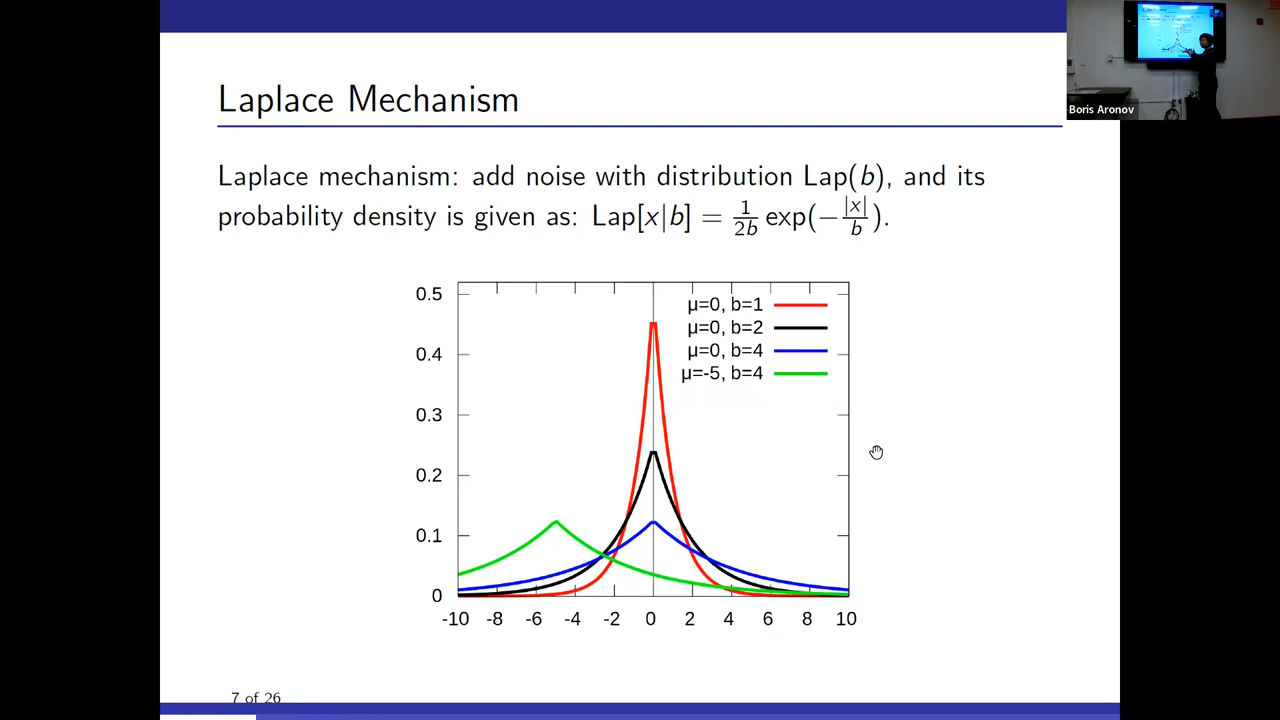 Laplace Mechanism
Boris Aronov
Laplace mechanism: add noise with distribution Lap(b), and its
probability density is given as: Lap[x|b] = \frac{1}{2b} exp(−\frac{|x|}{b}).
0.5
0.4
0.3
0.2
0.1
0
μ=0, b=1
μ=0, b=2
μ=0, b=4
μ=-5, b=4
-10 -8 -6 -4 -2 0 2 4 6 8 10
7 of 26